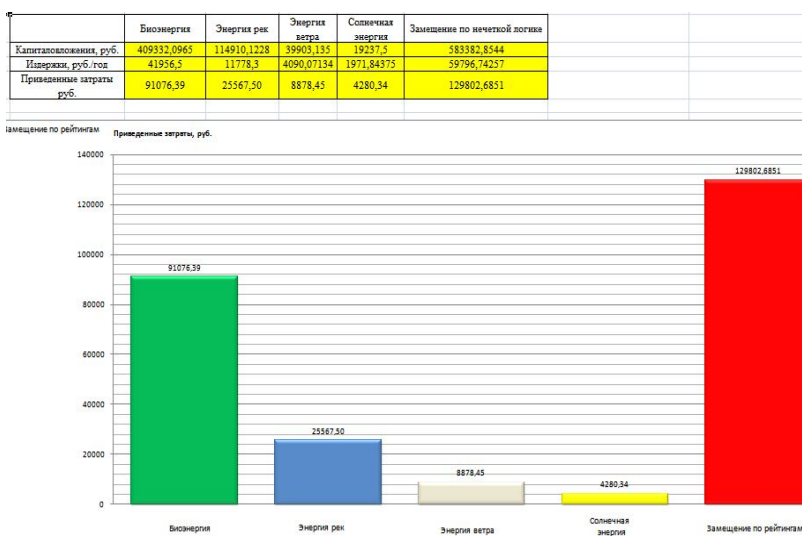 Биоэнергия Энергия рек Энергия ветра Солнечная энергия Замещение по нечеткой логике
Капиталовложения, руб. 409332,0965 114910,1228 39903,135 19237,5 583382,8544
Издержки, руб./год 41956,5 11778,3 4090,07134 1971,84375 59796,74257
Приведенные затраты руб. 91076,39 25567,50 8878,45 4280,34 129802,6851
Замещение по рейтингам
Приведенные затраты, руб.
140000
120000
100000
80000
60000
40000
20000
0
91076,39
25567,50
8878,45
4280,34
129802,6851
Биоэнергия
Энергия рек
Энергия ветра
Солнечная
энергия
Замещение по рейтингам